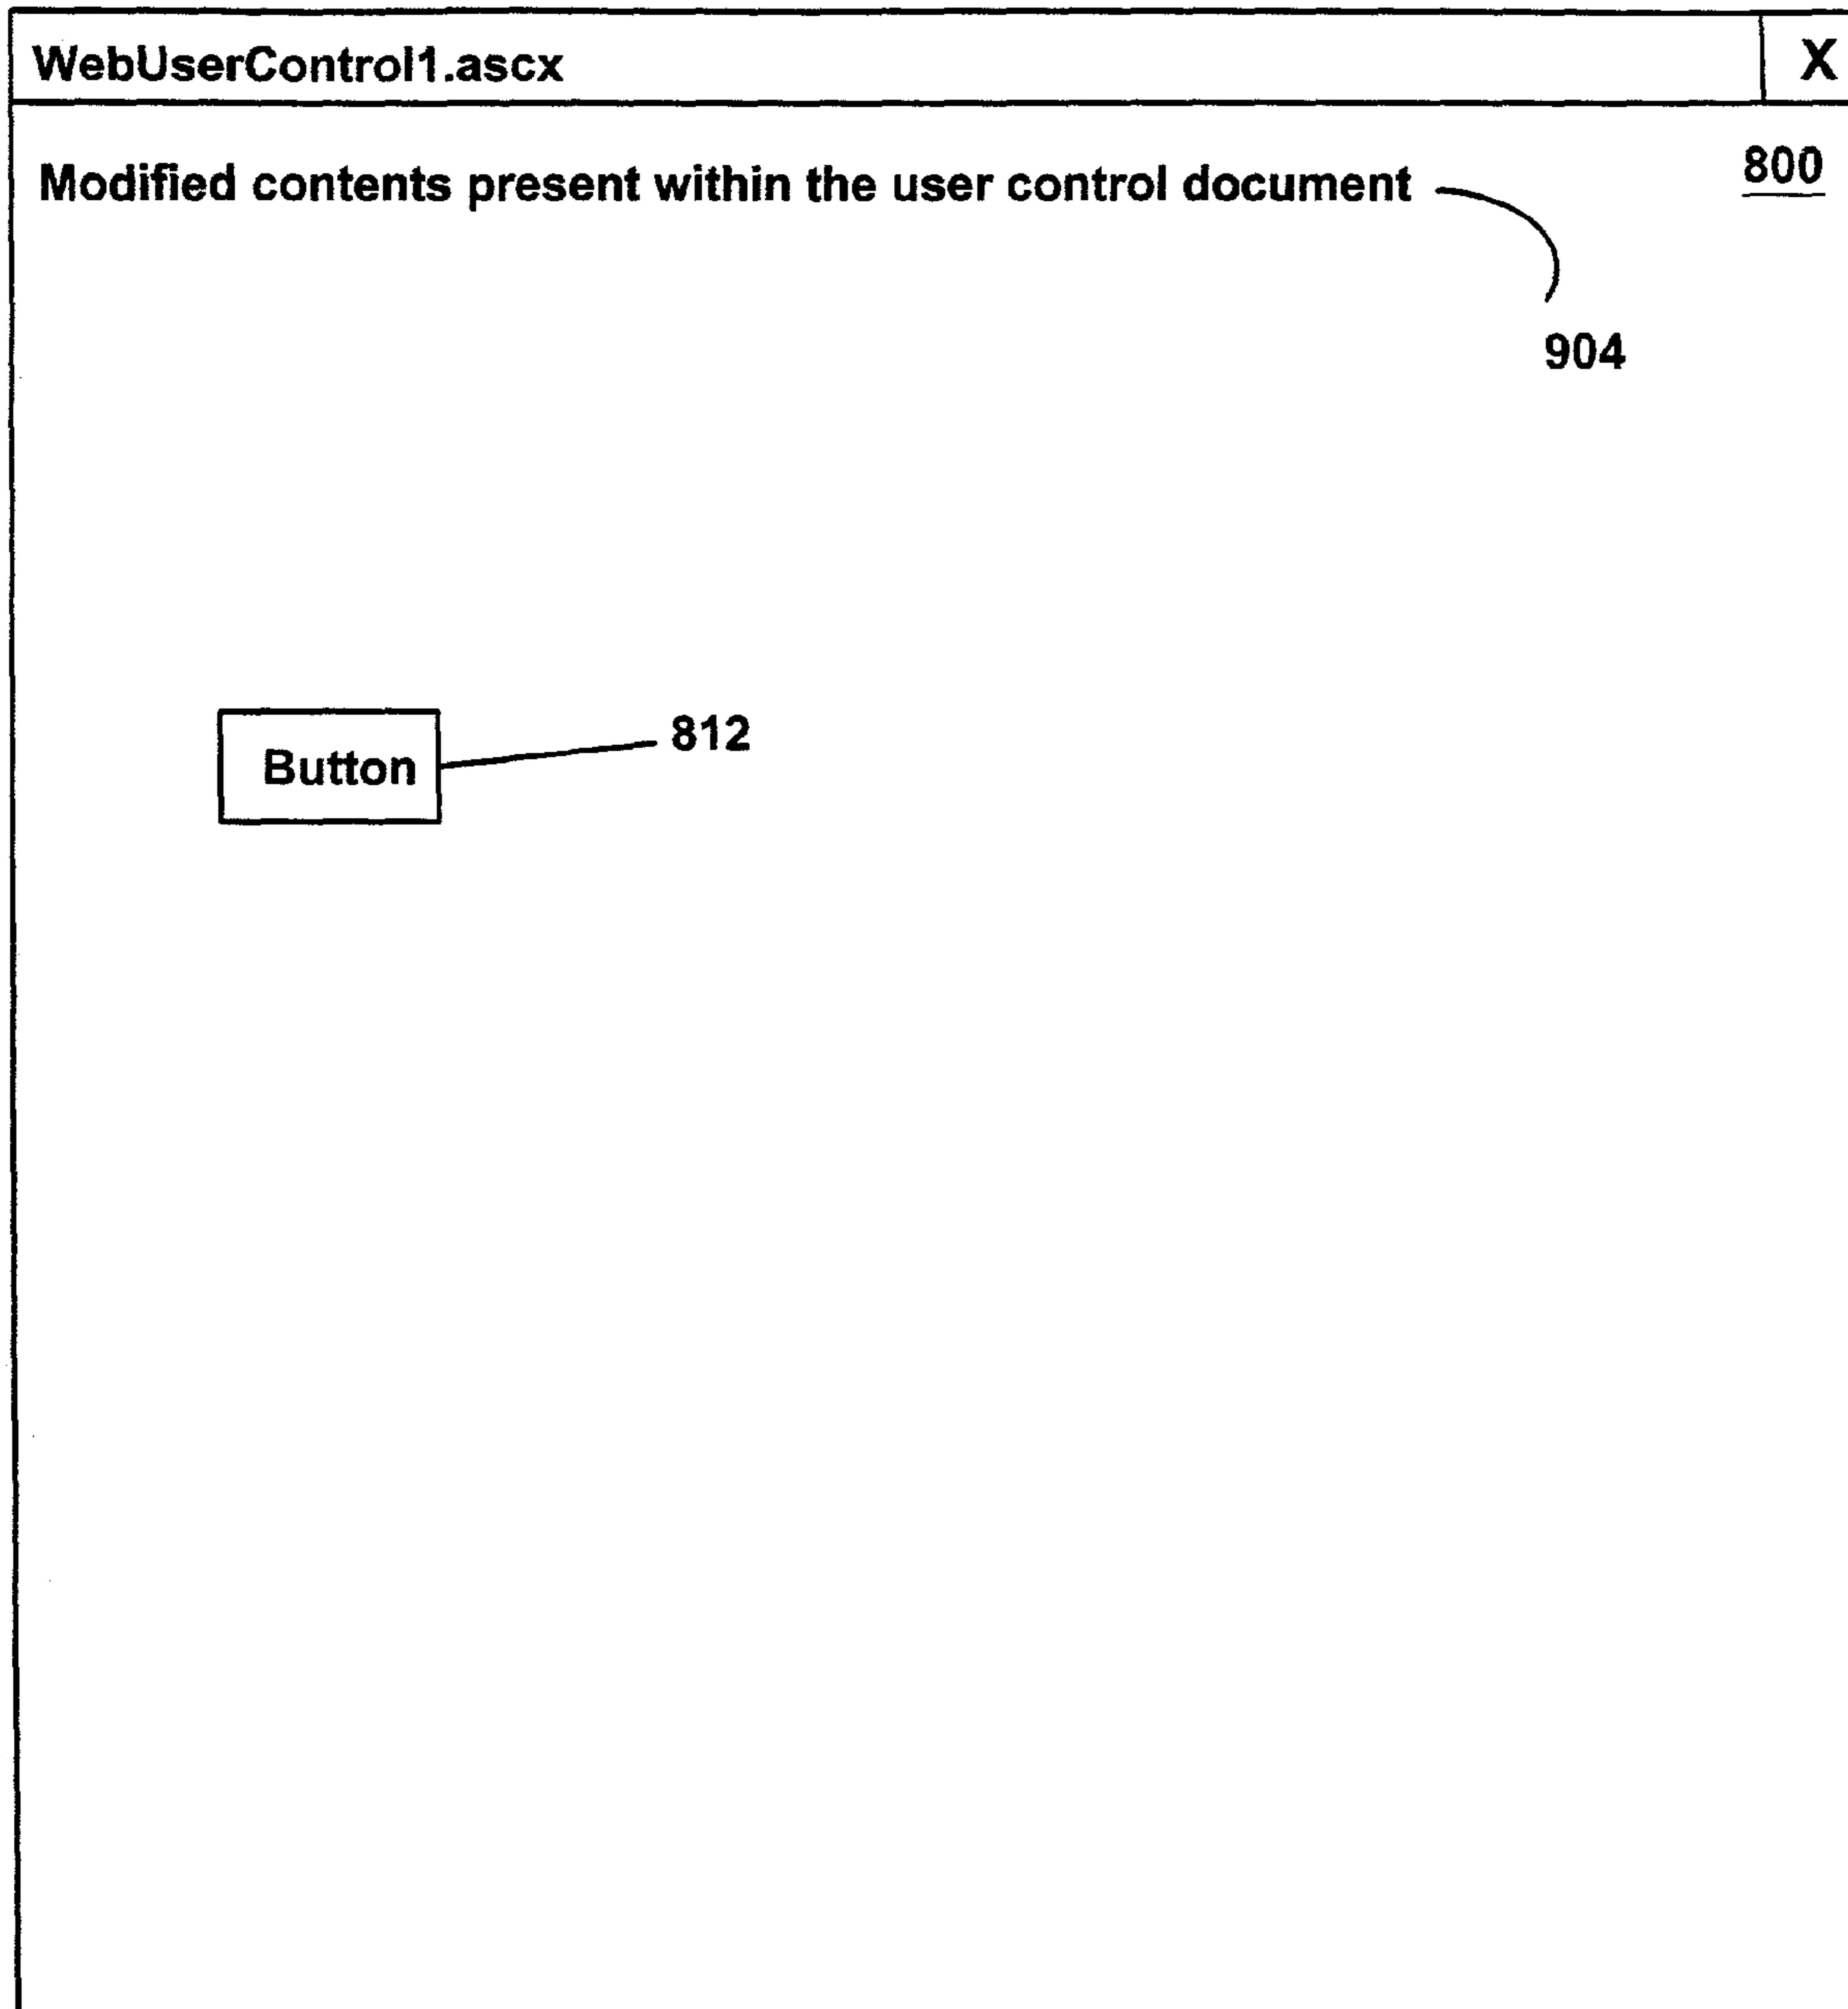 WebUserControl1.ascx X
Modified contents present within the user control document 800
904
Button 812